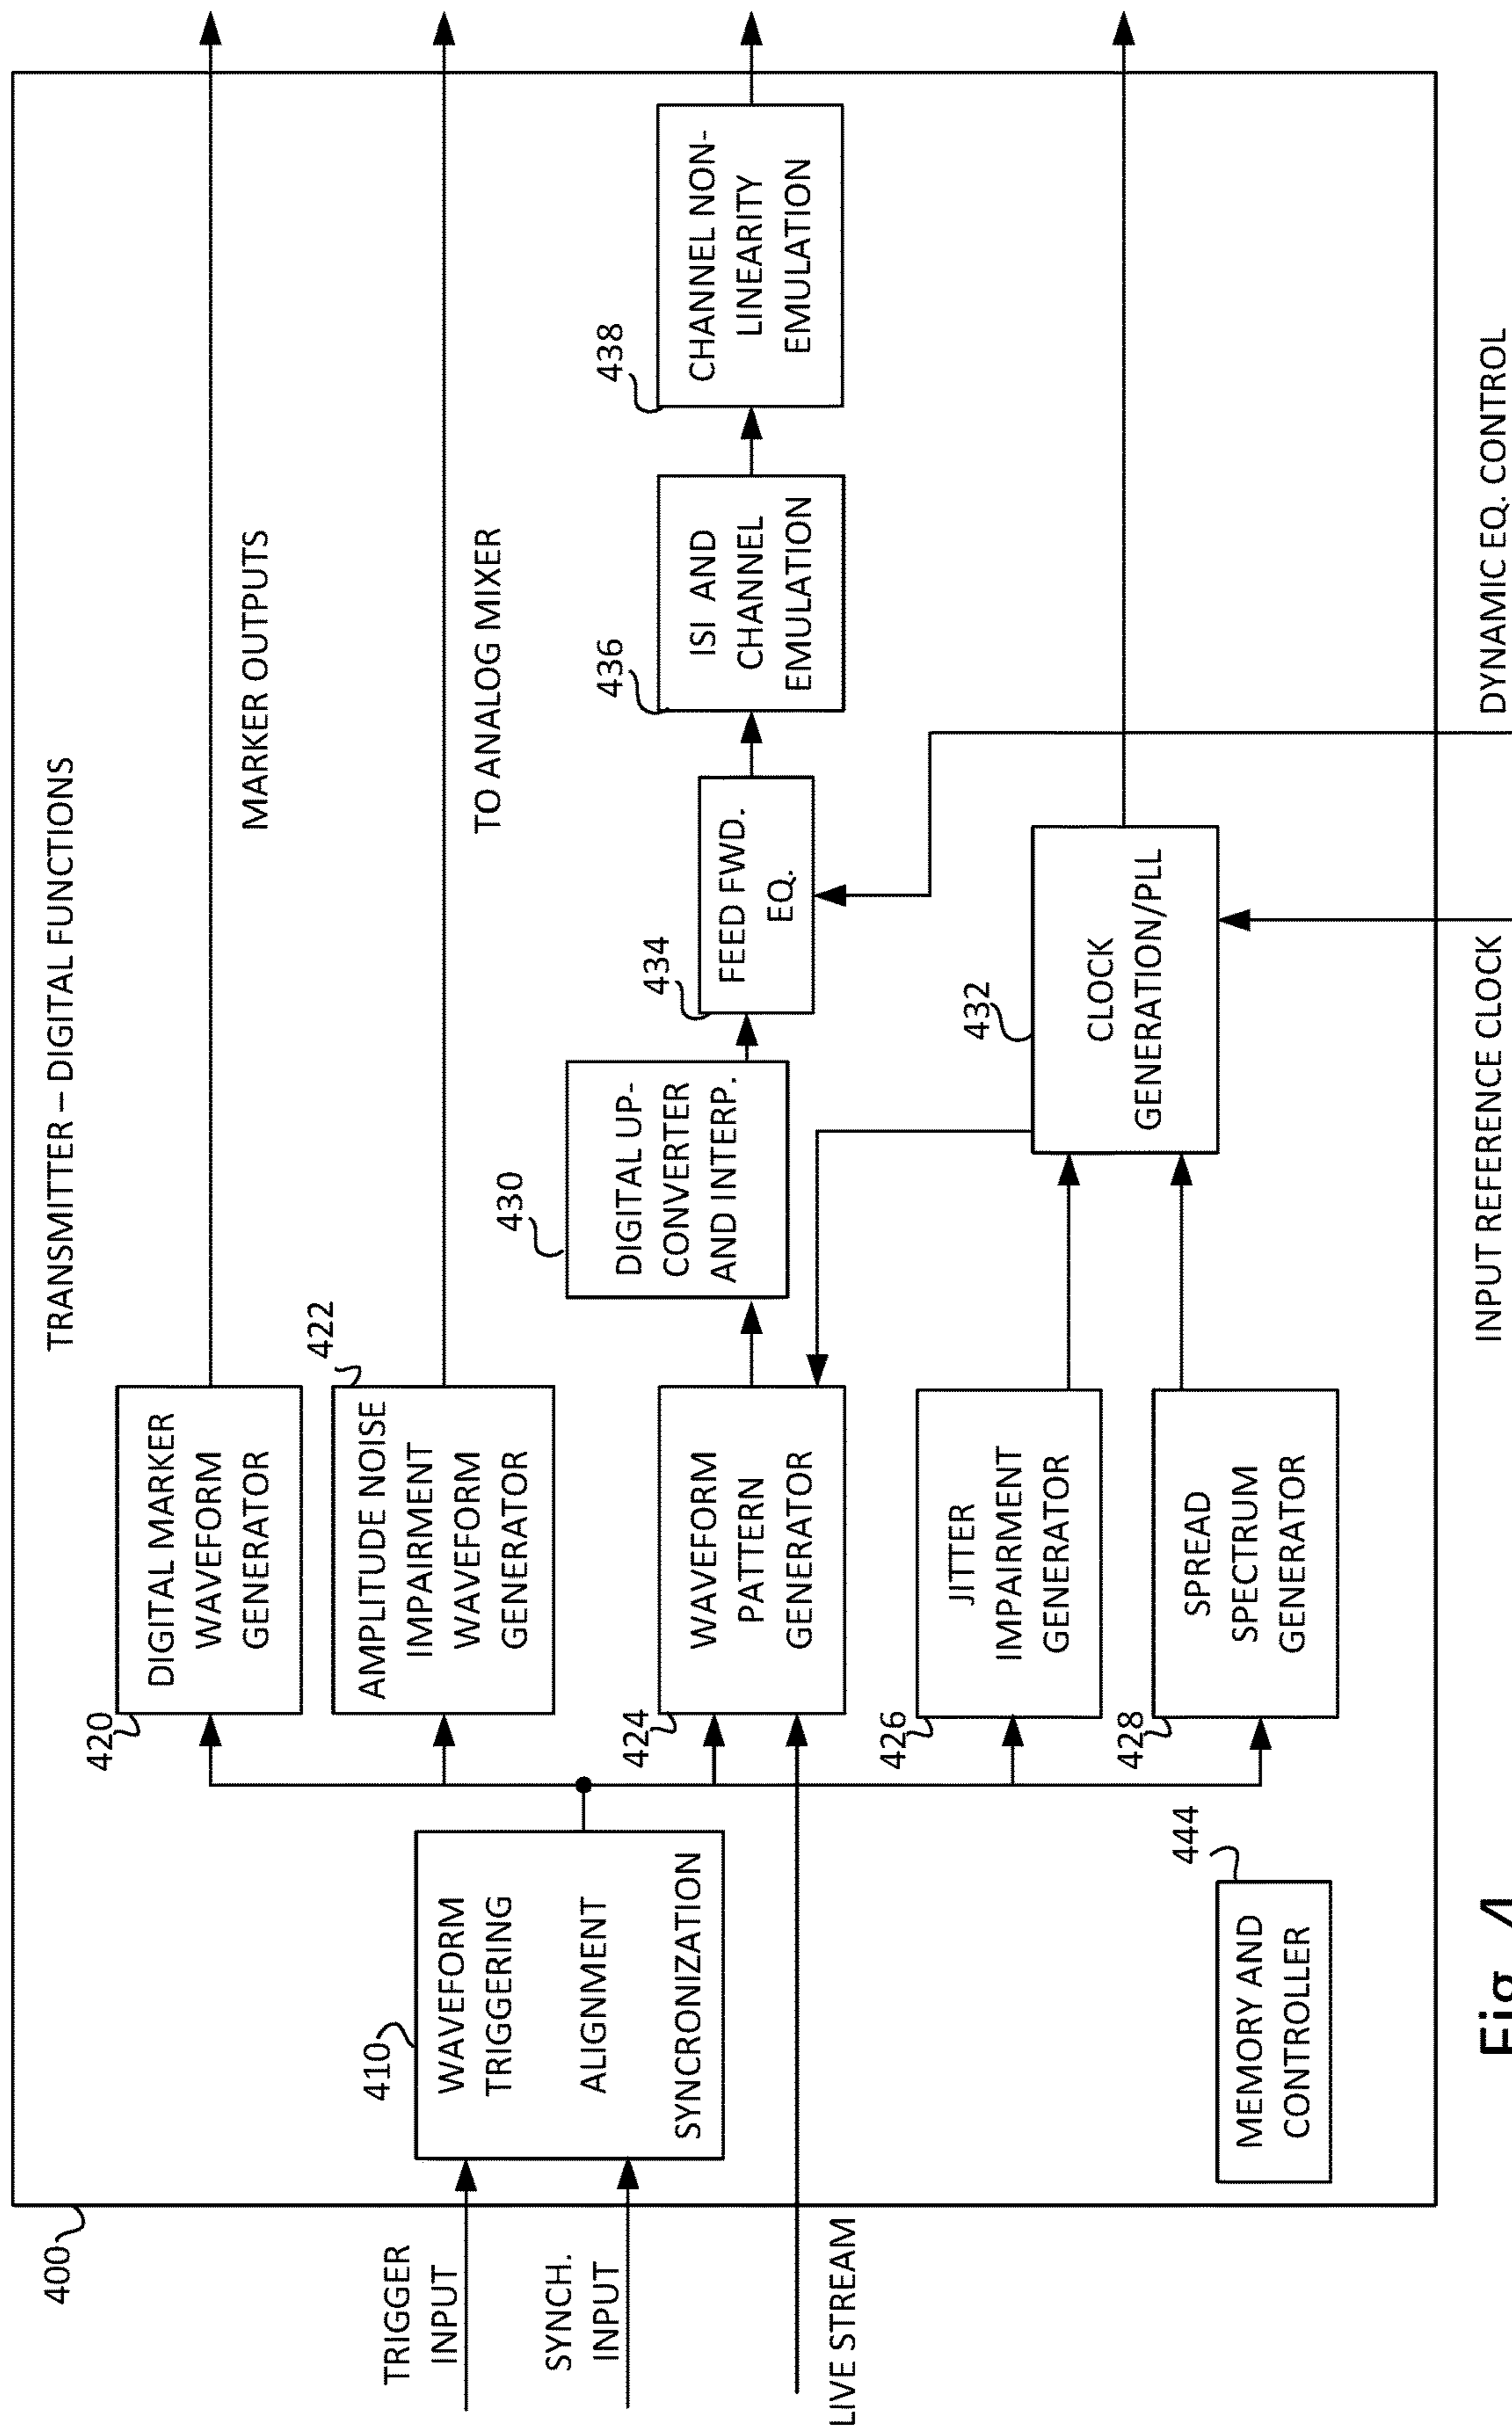 TRANSMITTER – DIGITAL FUNCTIONS
400
TRIGGER
INPUT
SYNCH.
INPUT
LIVE STREAM
410
WAVEFORM
TRIGGERING
ALIGNMENT
SYNCRONIZATION
444
MEMORY AND
CONTROLLER
420
DIGITAL MARKER
WAVEFORM
GENERATOR
422
AMPLITUDE NOISE
IMPAIRMENT
WAVEFORM
GENERATOR
424
WAVEFORM
PATTERN
GENERATOR
426
JITTER
IMPAIRMENT
GENERATOR
428
SPREAD
SPECTRUM
GENERATOR
430
DIGITAL UP-
CONVERTER
AND INTERP.
432
CLOCK
GENERATION/PLL
434
FEED FWD.
EQ.
436
ISI AND
CHANNEL
EMULATION
438
CHANNEL NON-
LINEARITY
EMULATION
MARKER OUTPUTS
TO ANALOG MIXER
INPUT REFERENCE CLOCK
DYNAMIC EQ. CONTROL
Fig. 4